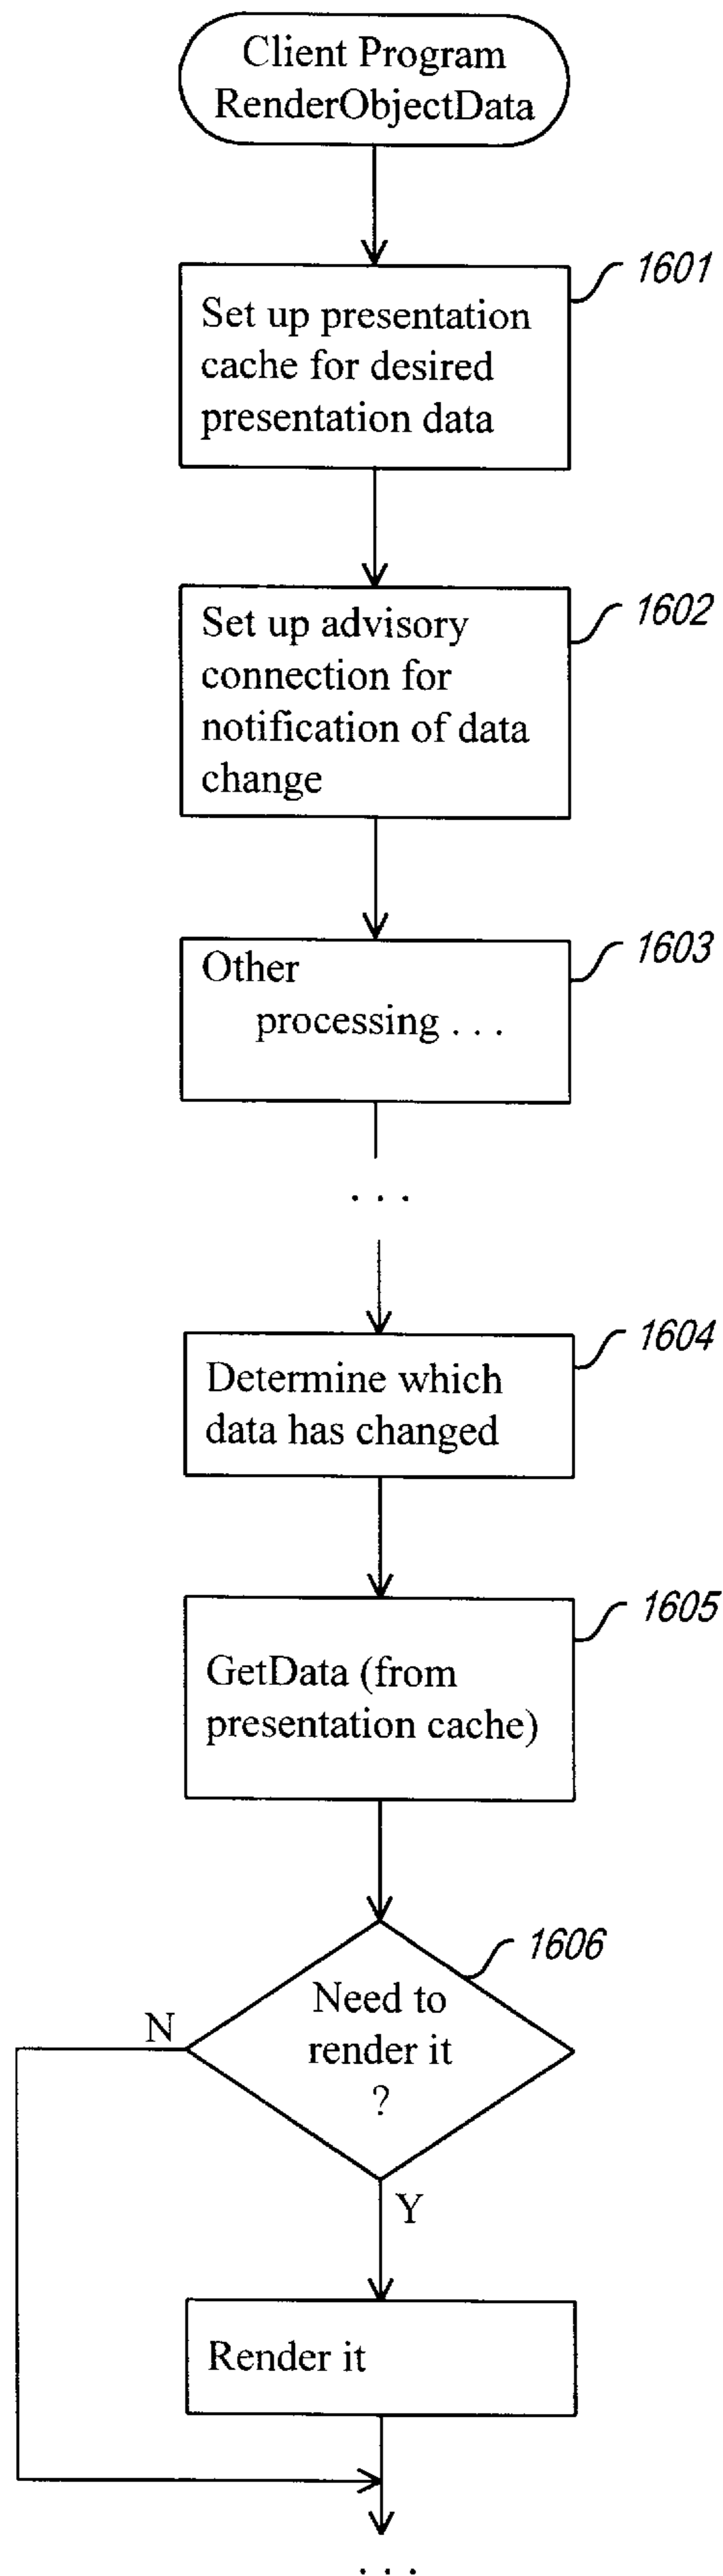 Client Program
RenderObjectData
1601
Set up presentation
cache for desired
presentation data
1602
Set up advisory
connection for
notification of data
change
1603
Other
processing . . .
. . .
1604
Determine which
data has changed
1605
GetData (from
presentation cache)
1606
Need to
render it
?
N
Y
Render it
. . .